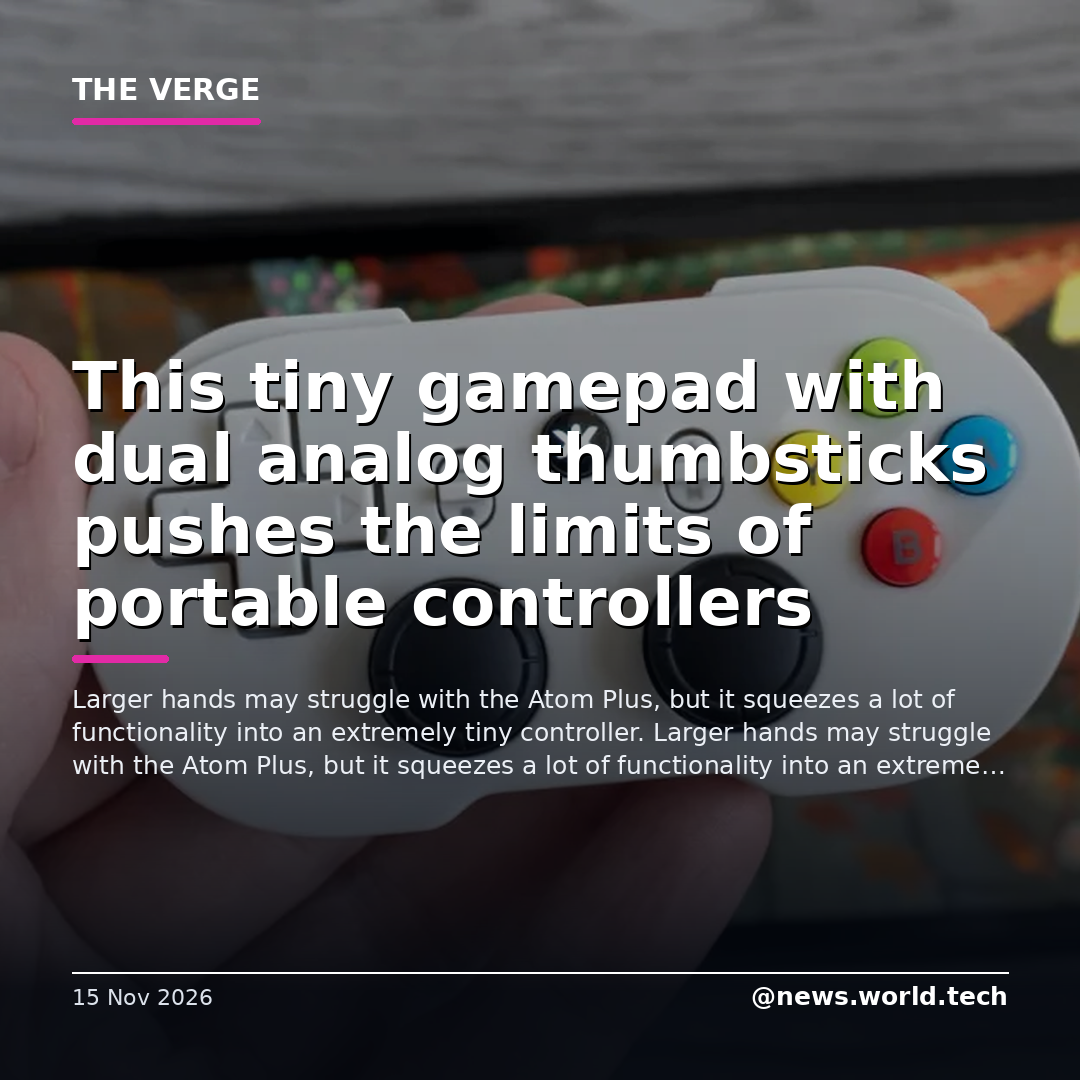 THE VERGE
This tiny gamepad with
dual analog thumbsticks
pushes the limits of
portable controllers
Larger hands may struggle with the Atom Plus, but it squeezes a lot of
functionality into an extremely tiny controller. Larger hands may struggle
with the Atom Plus, but it squeezes a lot of functionality into an extreme…
15 Nov 2026
@news.world.tech
B